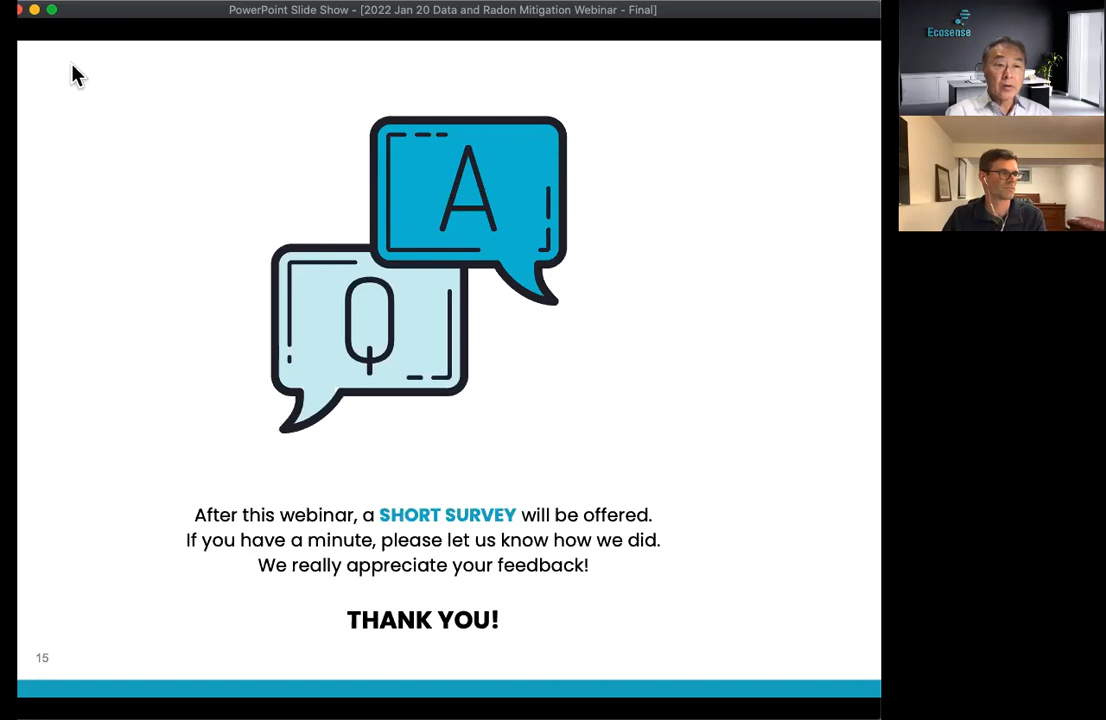 PowerPoint Slide Show - [2022 Jan 20 Data and Radon Mitigation Webinar - Final]
Ecosense
A
Q
After this webinar, a SHORT SURVEY will be offered.
If you have a minute, please let us know how we did.
We really appreciate your feedback!
THANK YOU!
15